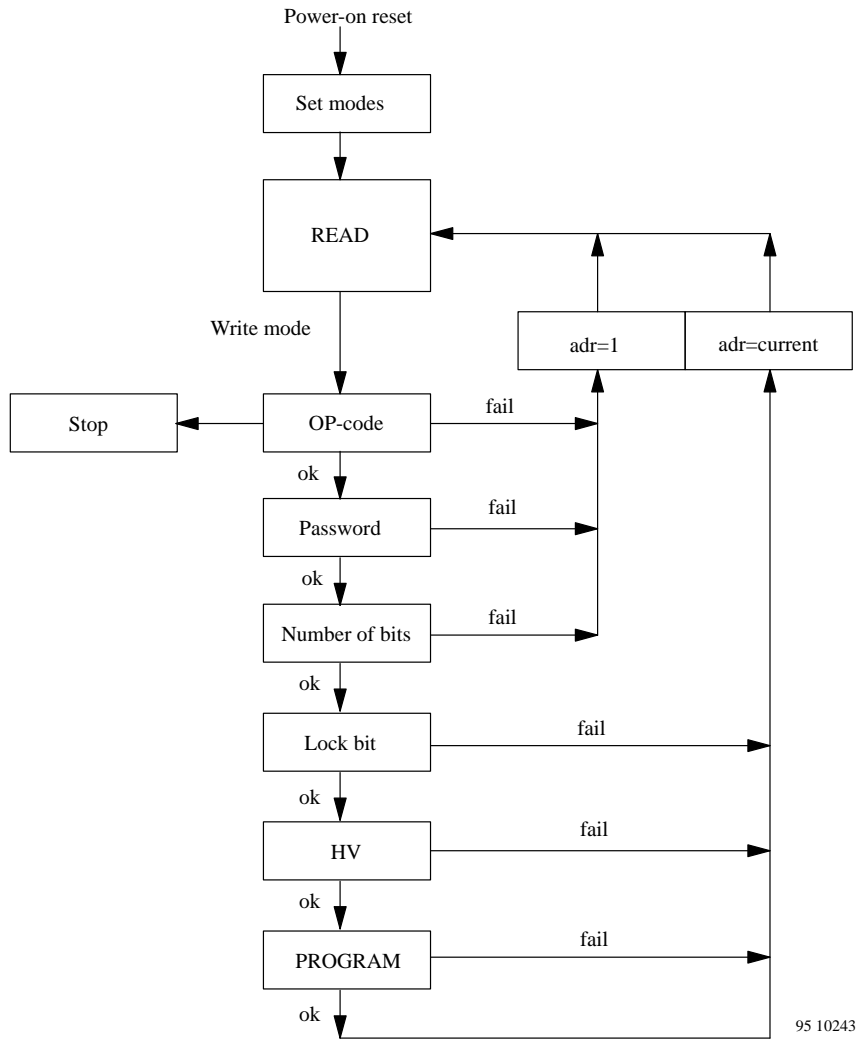 Power-on reset
Set modes
READ
Write mode
adr=1
adr=current
Stop
OP-code
fail
ok
Password
fail
ok
Number of bits
fail
ok
Lock bit
fail
ok
HV
fail
ok
PROGRAM
fail
ok
95 10243